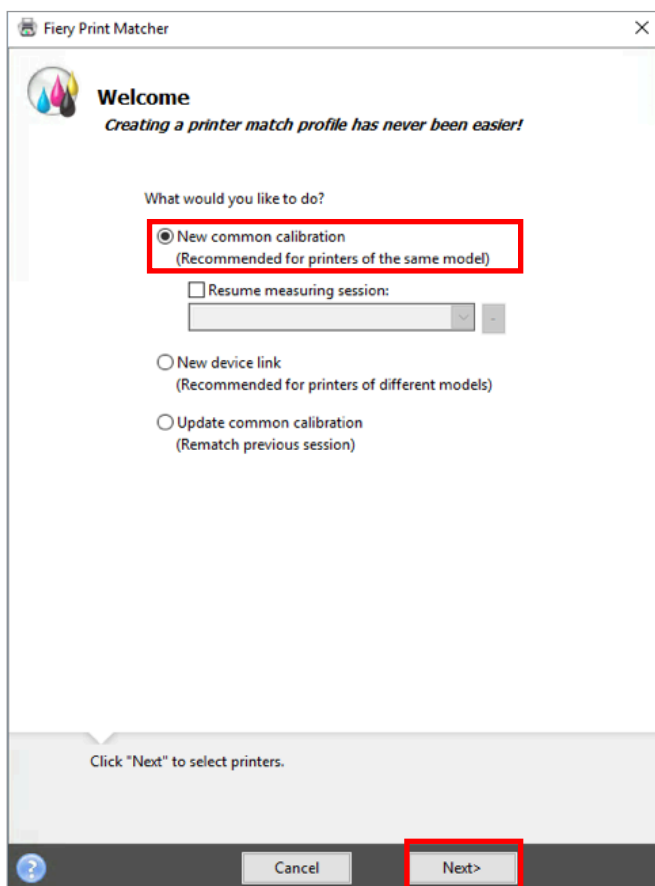 Fiery Print Matcher
Welcome
Creating a printer match profile has never been easier!
What would you like to do?
New common calibration
(Recommended for printers of the same model)
Resume measuring session:
-
New device link
(Recommended for printers of different models)
Update common calibration
(Rematch previous session)
Click "Next" to select printers.
?
Cancel
Next>